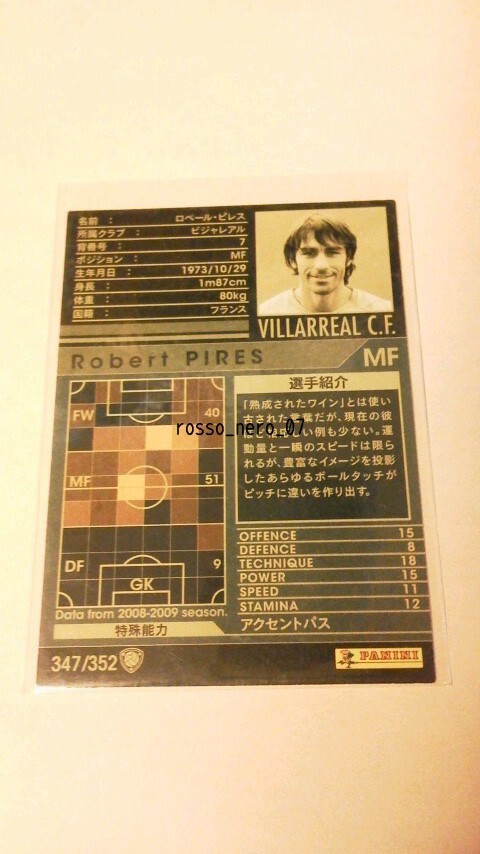 名前 : ロベール・ピレス
所属クラブ : ビジャレアル
背番号 : 7
ポジション : MF
生年月日 : 1973/10/29
身長 : 1m87cm
体重 : 80kg
国籍 : フランス
VILLARREAL C.F.
Robert PIRES MF
FW 40
MF 51
DF 9
GK
Data from 2008-2009 season.
選手紹介
「熟成されたワイン」とは使い
古された言葉だが、現在の彼
運
動量と一瞬のスピードは限ら
れるが、豊富なイメージを投影
したあらゆるボールタッチが
ピッチに違いを作り出す。
rosso_nero_07
OFFENCE 15
DEFENCE 8
TECHNIQUE 18
POWER 15
SPEED 11
STAMINA 12
特殊能力 アクセントパス
347/352
PANINI